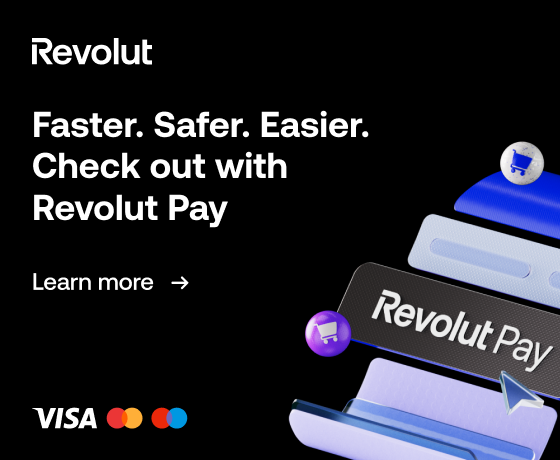 Revolut
Faster. Safer. Easier.
Check out with
Revolut Pay
Learn more →
Revolut Pay
VISA